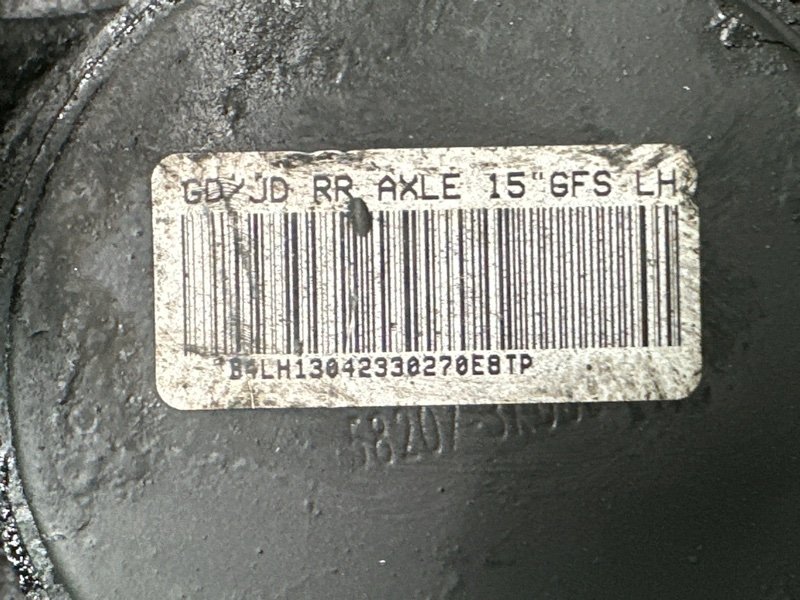 GD/JD RR AXLE 15"GFS LH
B4LH13042330270E8TP